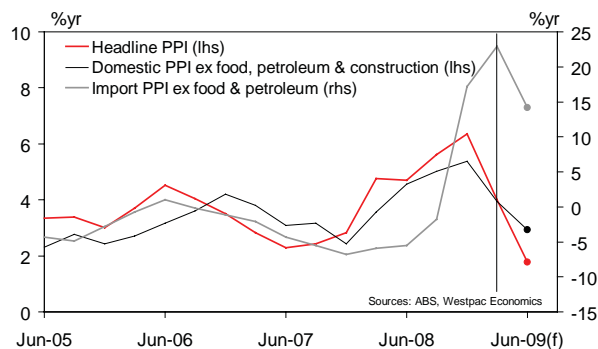 %yr %yr
Headline PPI (lhs)
Domestic PPI ex food, petroleum & construction (lhs)
Import PPI ex food & petroleum (rhs)
10 25
20
8 15
10
6 5
4 0
-5
2 -10
0 -15
Sources: ABS, Westpac Economics
Jun-05 Jun-06 Jun-07 Jun-08 Jun-09(f)